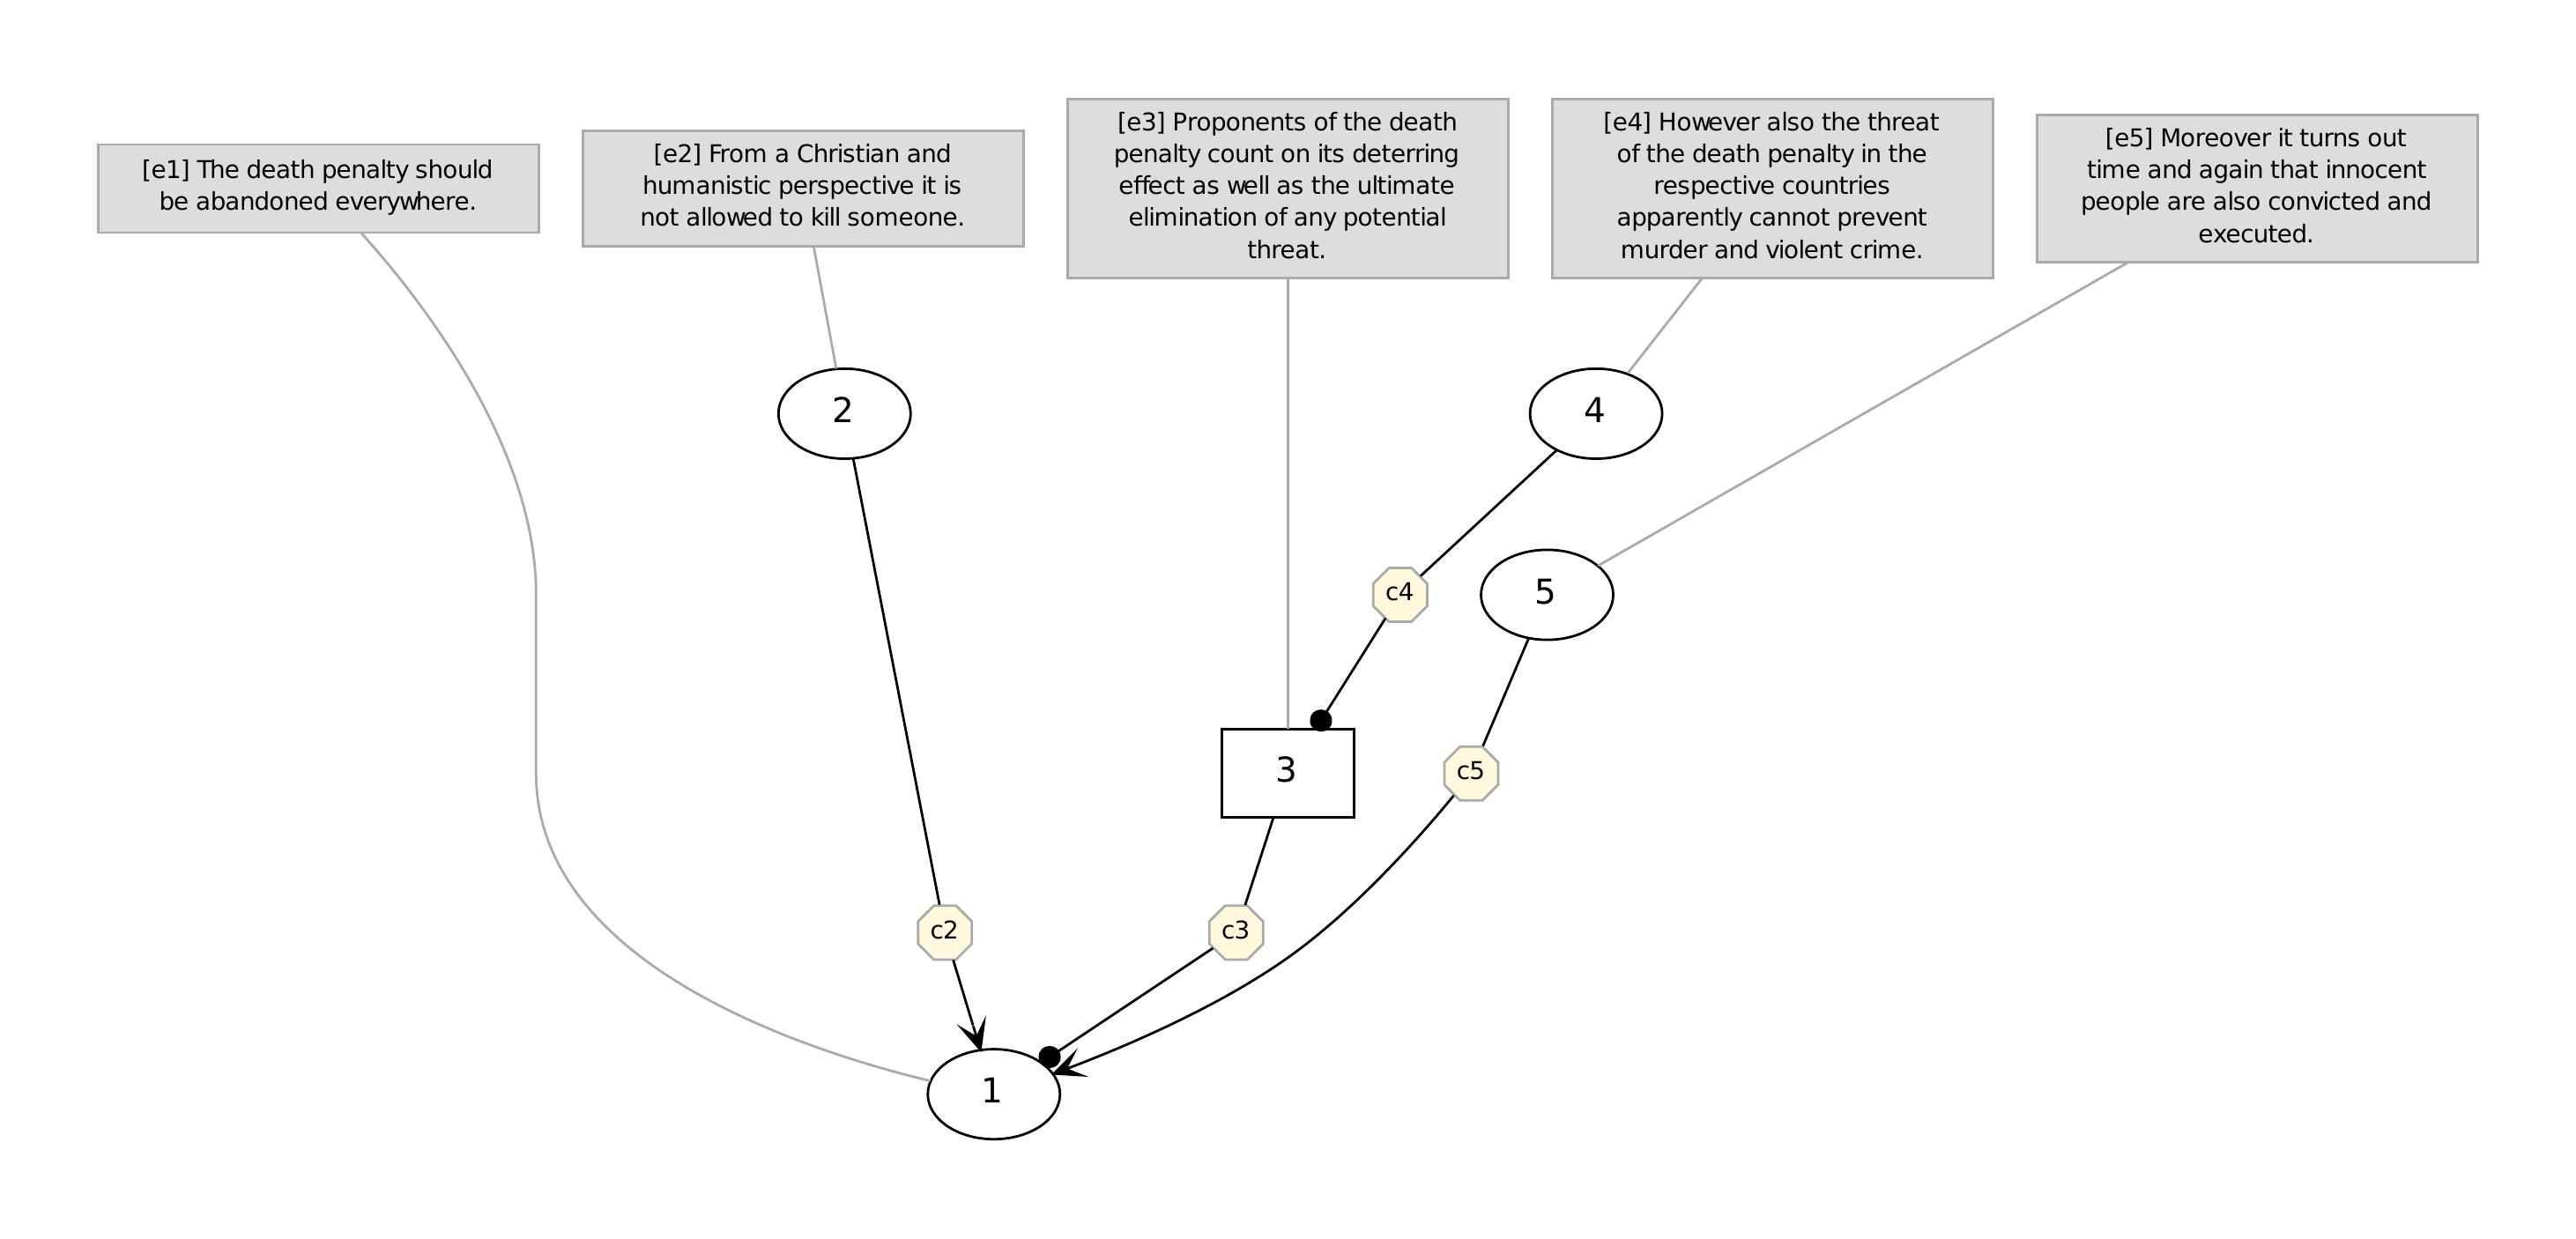 [e1] The death penalty should
be abandoned everywhere.
[e2] From a Christian and
humanistic perspective it is
not allowed to kill someone.
[e3] Proponents of the death
penalty count on its deterring
effect as well as the ultimate
elimination of any potential
threat.
[e4] However also the threat
of the death penalty in the
respective countries
apparently cannot prevent
murder and violent crime.
[e5] Moreover it turns out
time and again that innocent
people are also convicted and
executed.
2
4
c4
5
3
c5
c2
c3
1